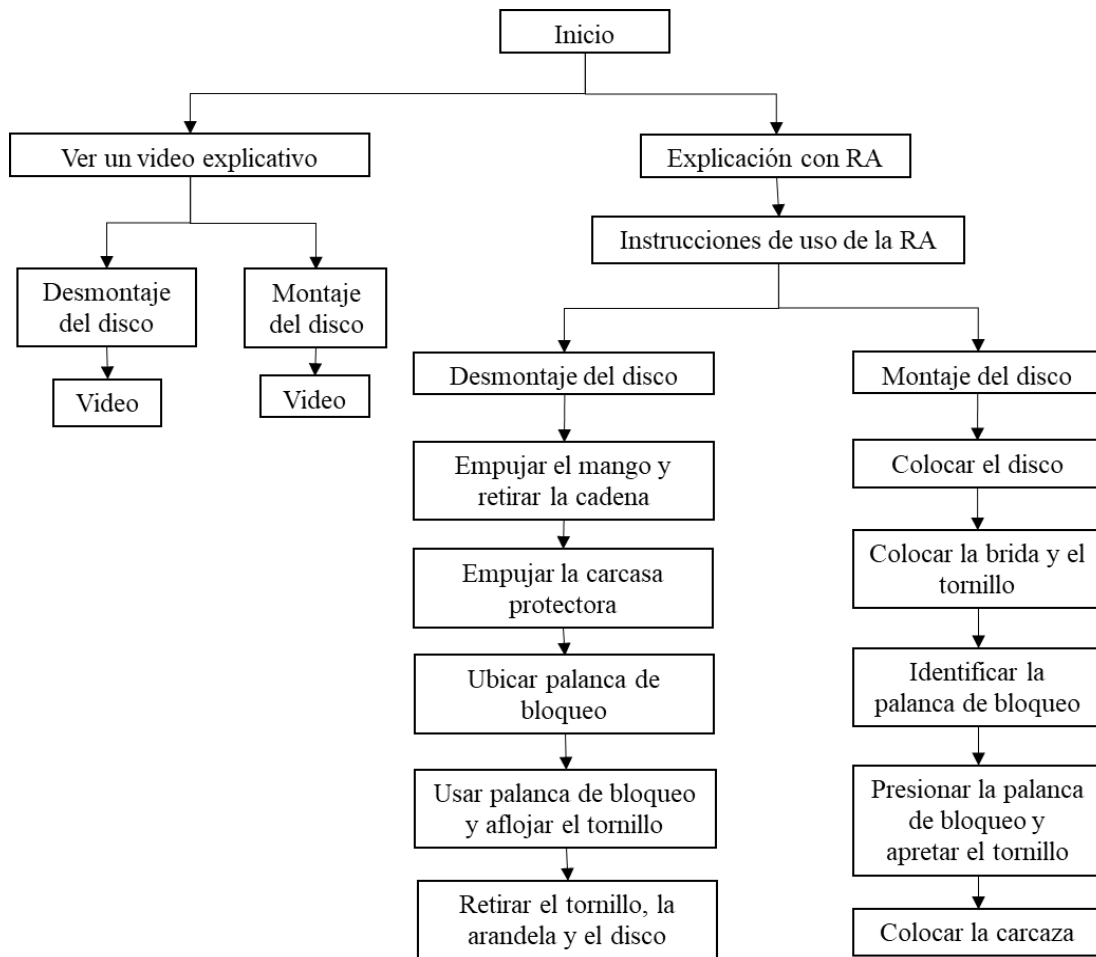 Inicio
Ver un video explicativo
Explicación con RA
Instrucciones de uso de la RA
Desmontaje
del disco
Montaje
del disco
Video
Video
Desmontaje del disco
Montaje del disco
Empujar el mango y
retirar la cadena
Colocar el disco
Empujar la carcasa
protectora
Colocar la brida y el
tornillo
Ubicar palanca de
bloqueo
Identificar la
palanca de bloqueo
Usar palanca de bloqueo
y aflojar el tornillo
Presionar la palanca
de bloqueo y
apretar el tornillo
Retirar el tornillo, la
arandela y el disco
Colocar la carcaza